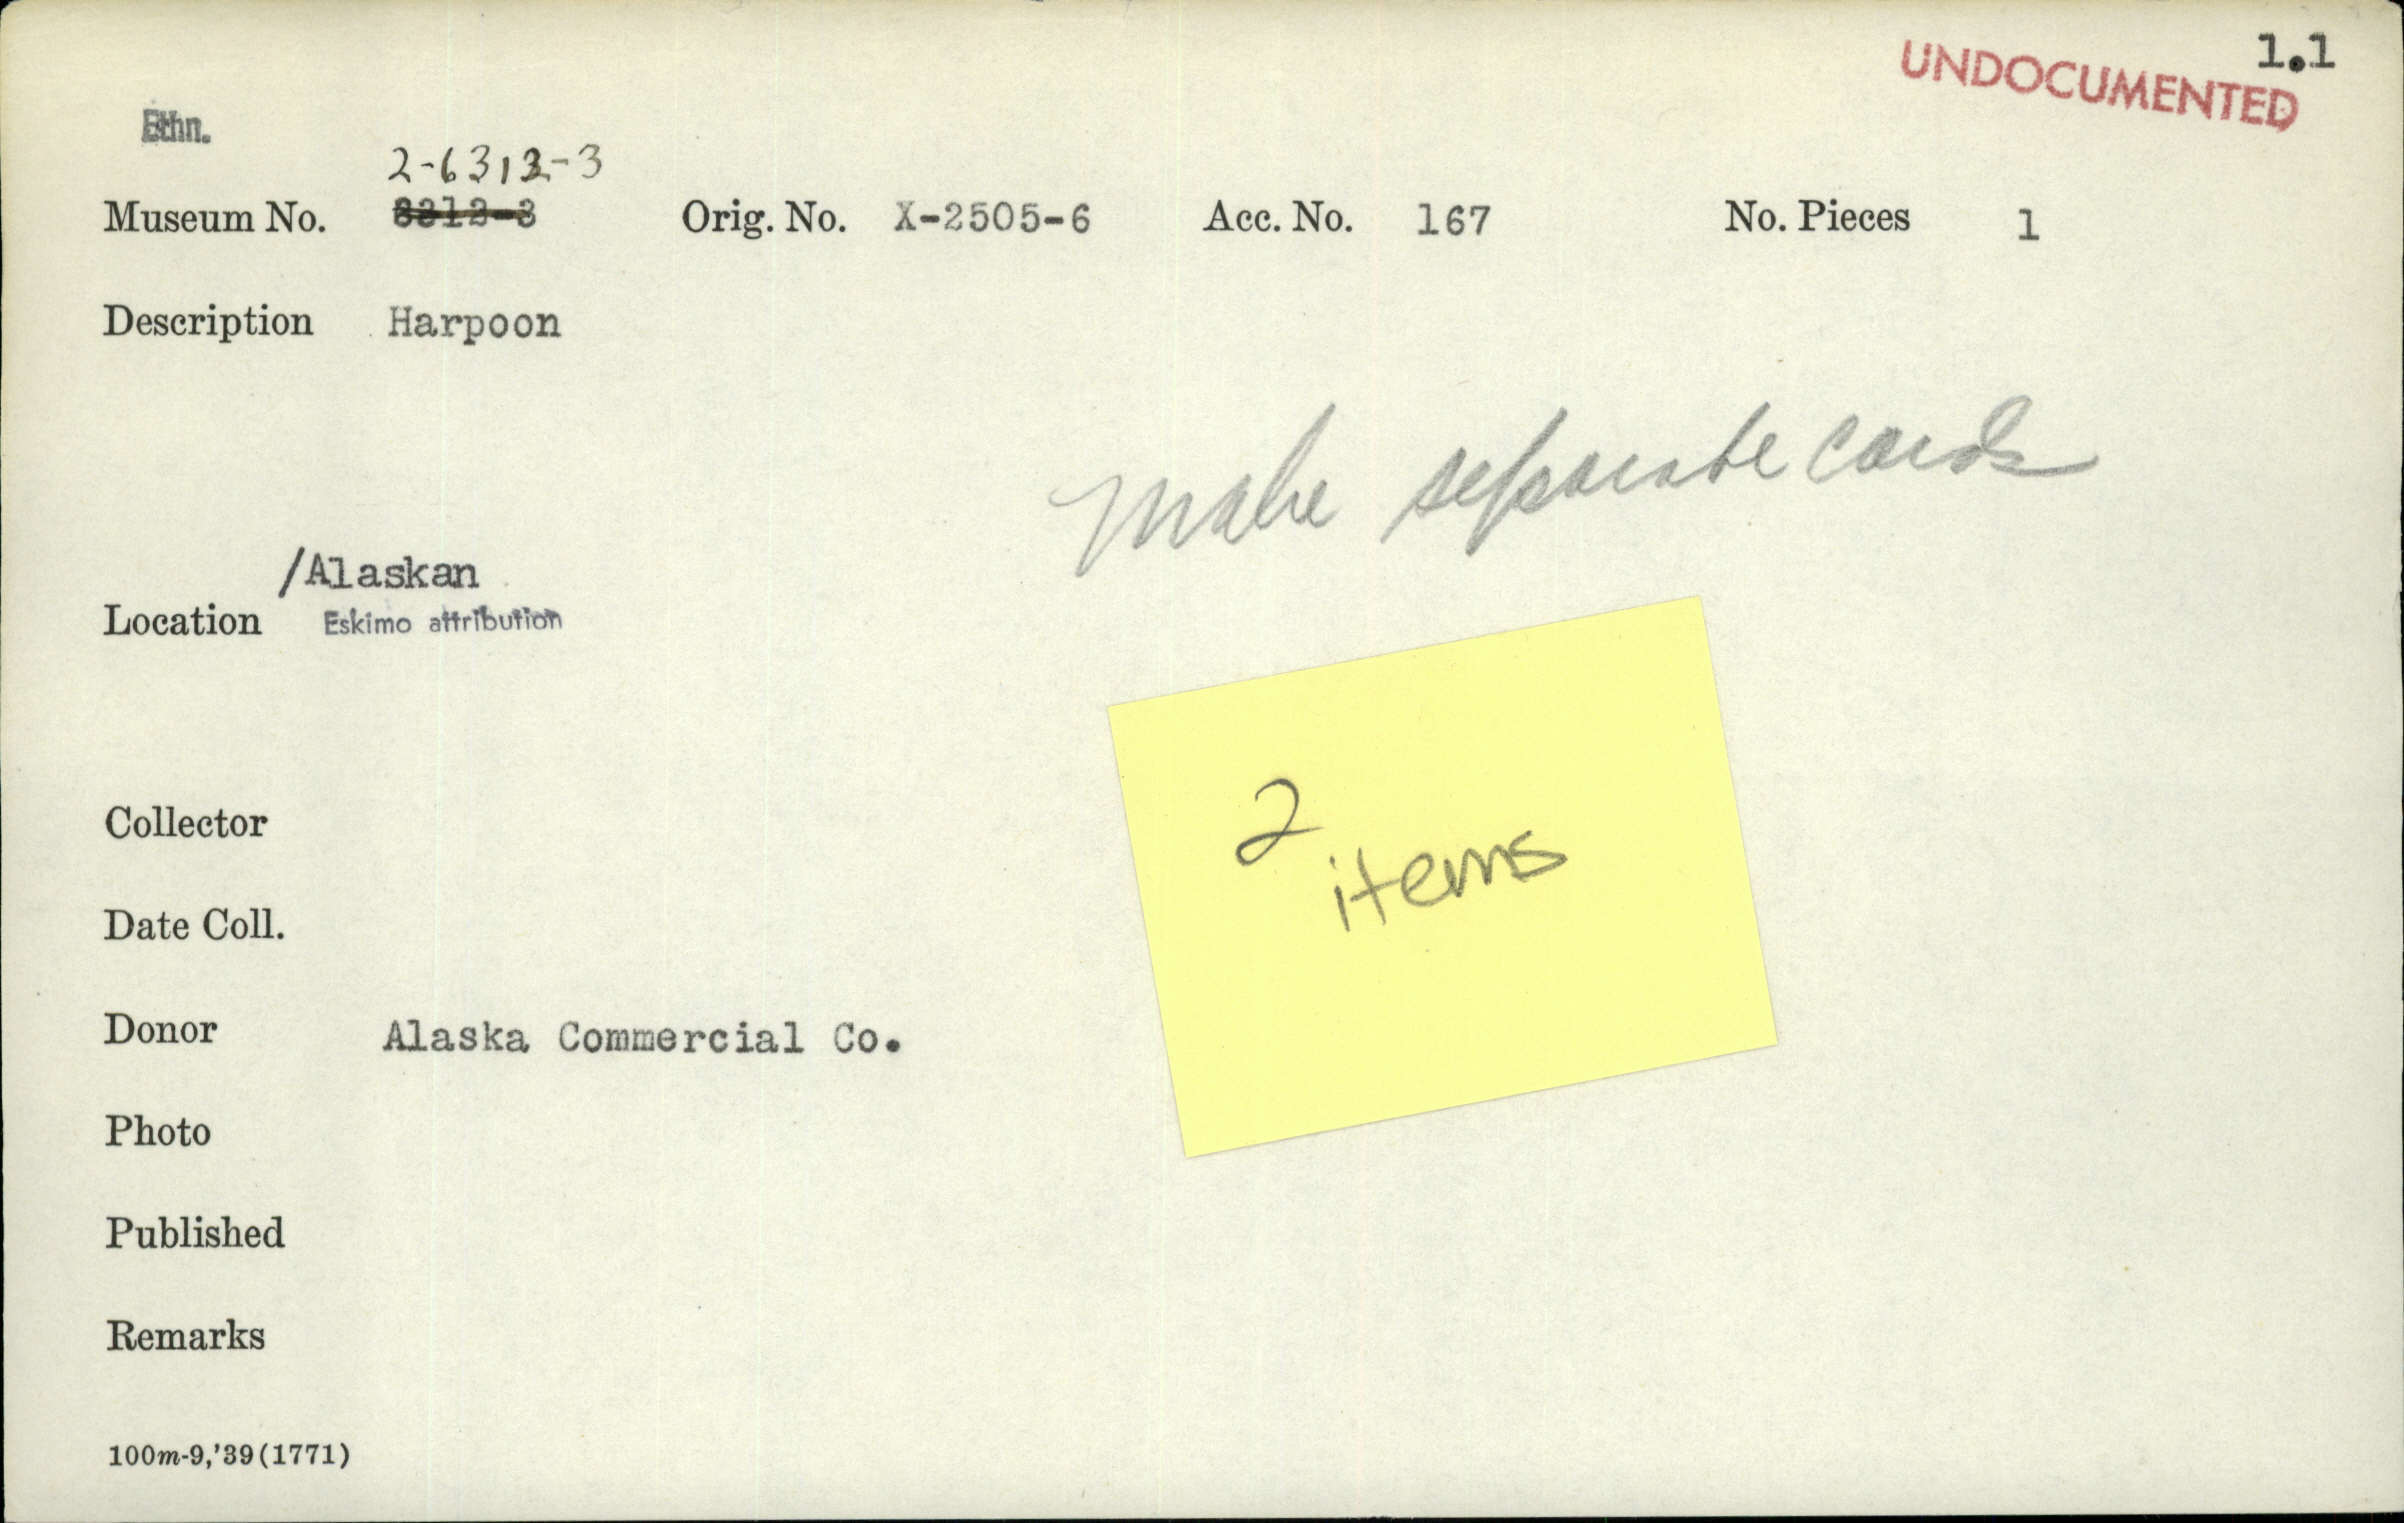 1.1
UNDOCUMENTED
Ethn.
2-6312-3
Museum No. Orig. No. X-2505-6 Acc. No. 167 No. Pieces 1
Description Harpoon
Make separate cards
/Alaskan
Location Eskimo attribution
2
items
Collector
Date Coll.
Donor Alaska Commercial Co.
Photo
Published
Remarks
100m-9,'39(1771)